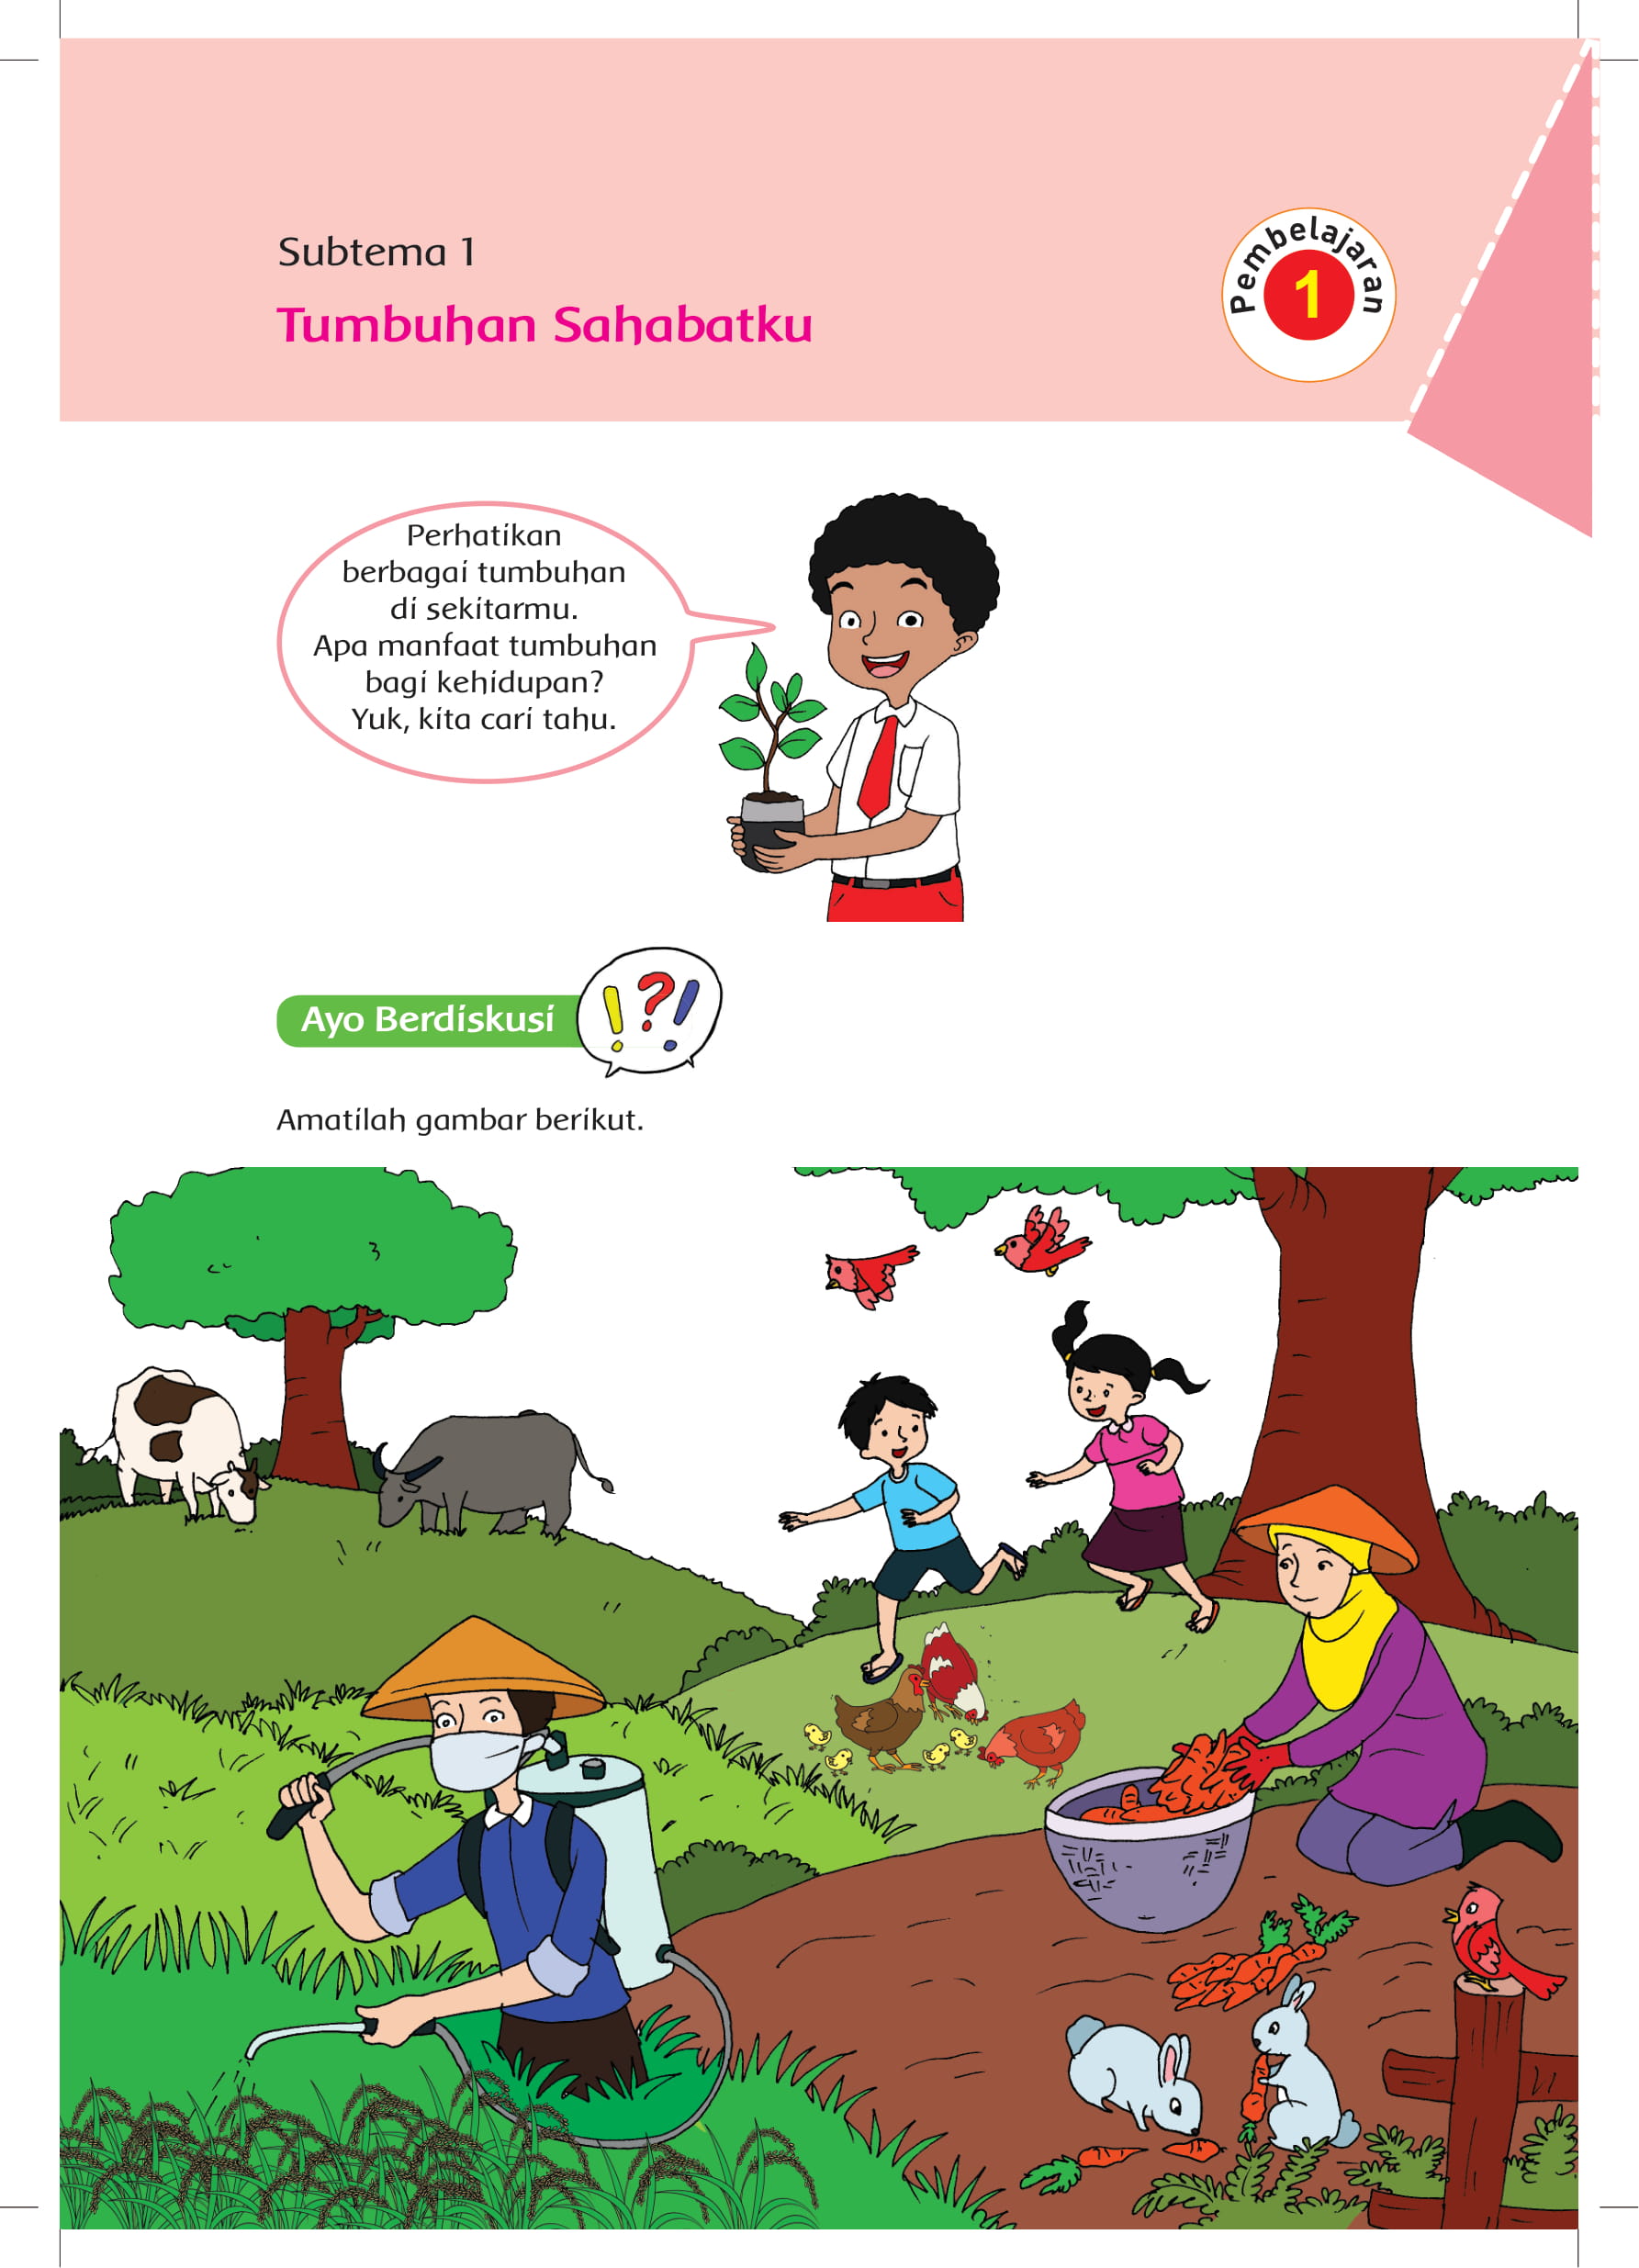 Subtema 1
Tumbuhan Sahabatku
Pembelajaran
1
Perhatikan
berbagai tumbuhan
di sekitarmu.
Apa manfaat tumbuhan
bagi kehidupan?
Yuk, kita cari tahu.
Ayo Berdiskusi
!?!
Amatilah gambar berikut.